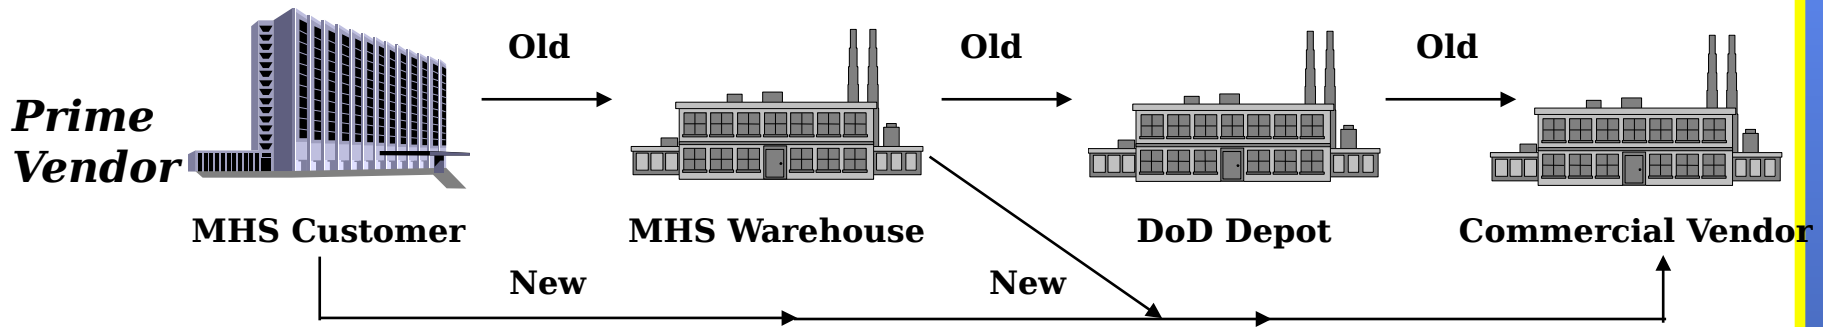 Old
Old
Old
Prime
Vendor
MHS Customer
MHS Warehouse
DoD Depot
Commercial Vendor
New
New